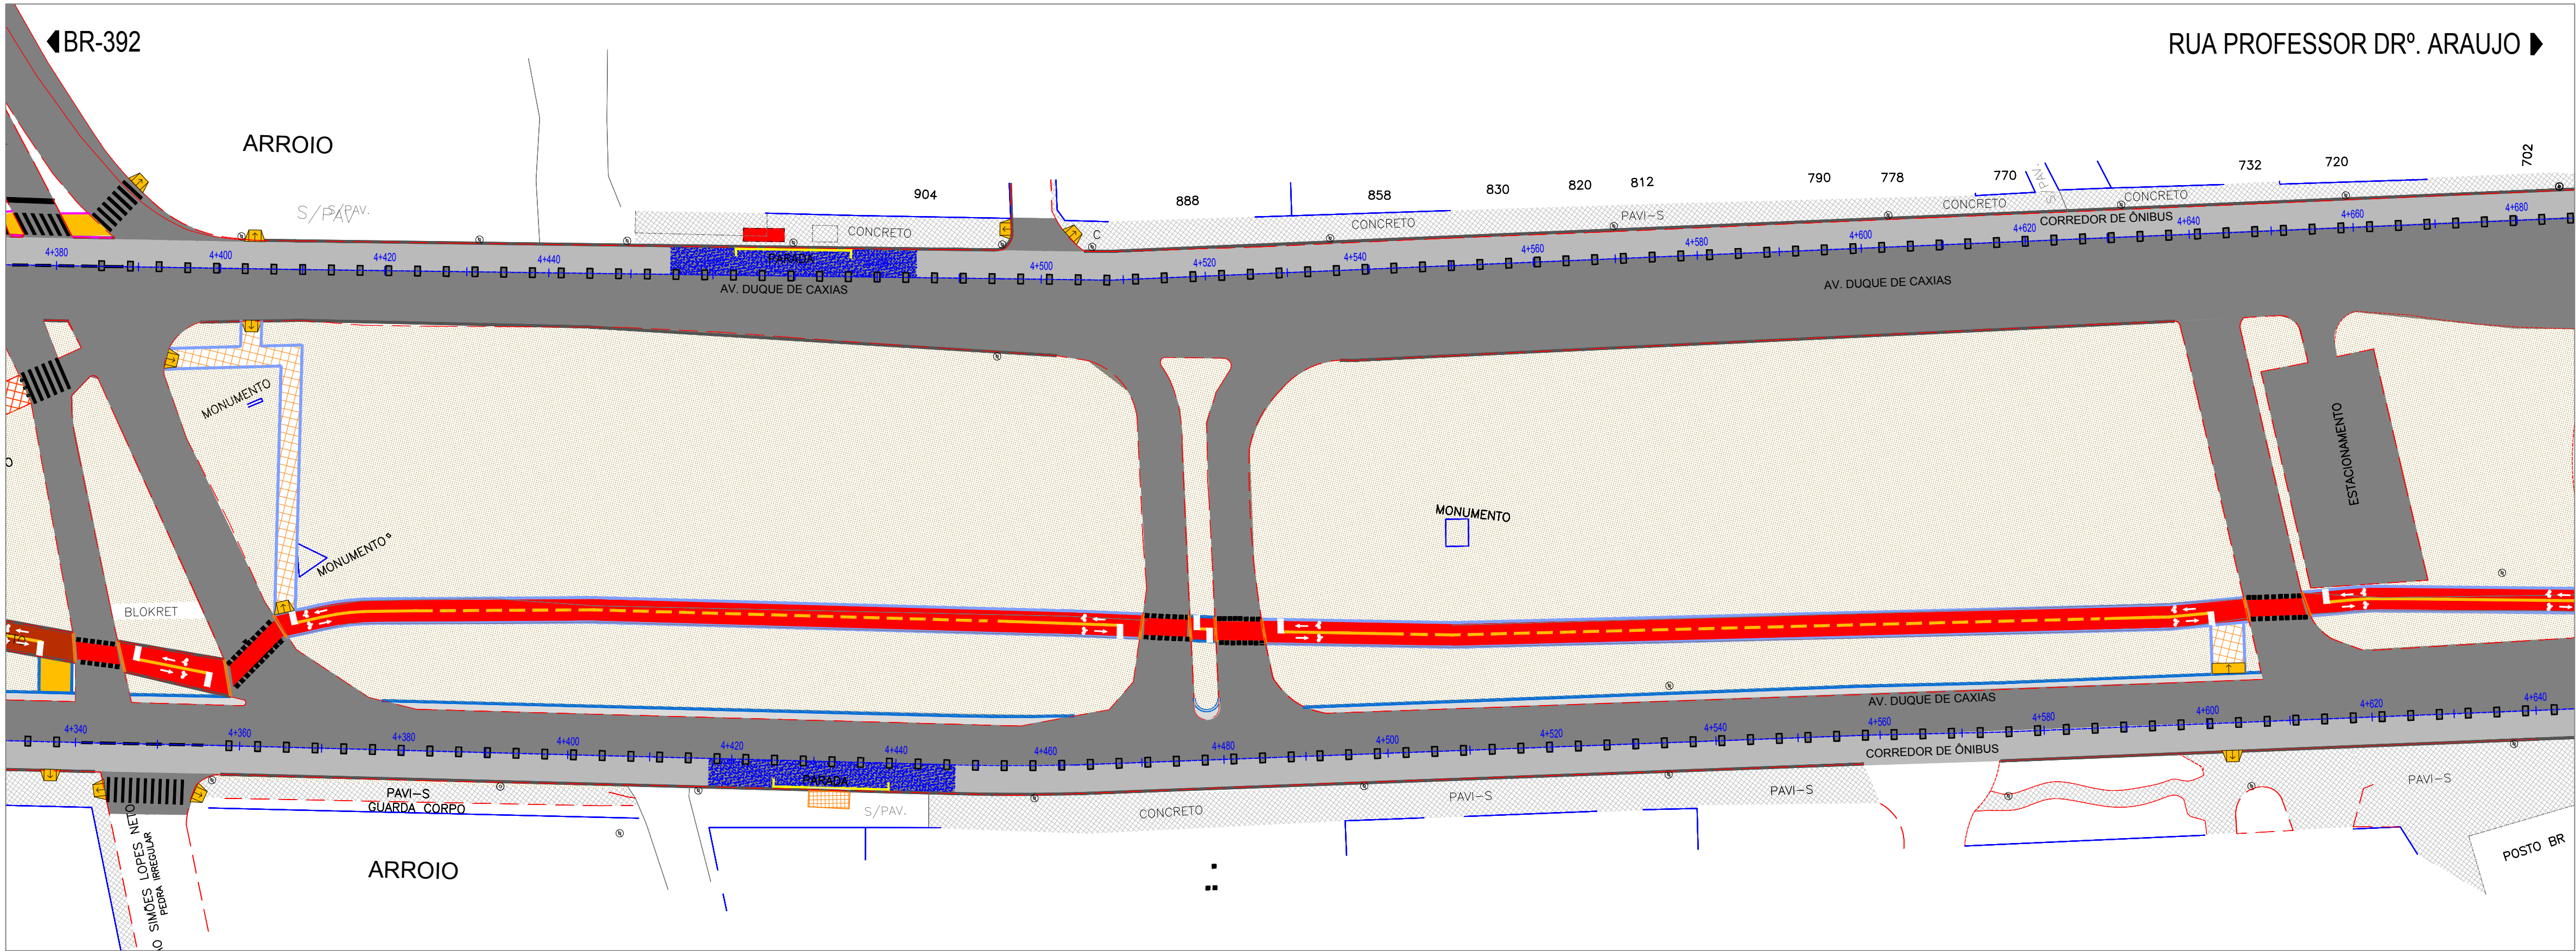 BR-392
RUA PROFESSOR DRº. ARAUJO
ARROIO
S/PAV.
S/PAV
904
888
858
830
820
812
790
778
770
S/PAV.
732
720
702
CONCRETO
C
CONCRETO
PAVI-S
CONCRETO
CONCRETO
CORREDOR DE ÔNIBUS
4+380
4+400
4+420
4+440
PARADA
4+500
4+520
4+540
4+560
4+580
4+600
4+620
4+640
4+660
4+680
AV. DUQUE DE CAXIAS
AV. DUQUE DE CAXIAS
MONUMENTO
MONUMENTO
MONUMENTO
ESTACIONAMENTO
BLOKRET
AV. DUQUE DE CAXIAS
CORREDOR DE ÔNIBUS
4+340
4+360
4+380
4+400
4+420
4+440
4+460
4+480
4+500
4+520
4+540
4+560
4+580
4+600
4+620
4+640
PARADA
PAVI-S
GUARDA CORPO
S/PAV.
CONCRETO
PAVI-S
PAVI-S
PAVI-S
POSTO BR
ARROIO
O SIMÕES LOPES NETO
PEDRA IRREGULAR